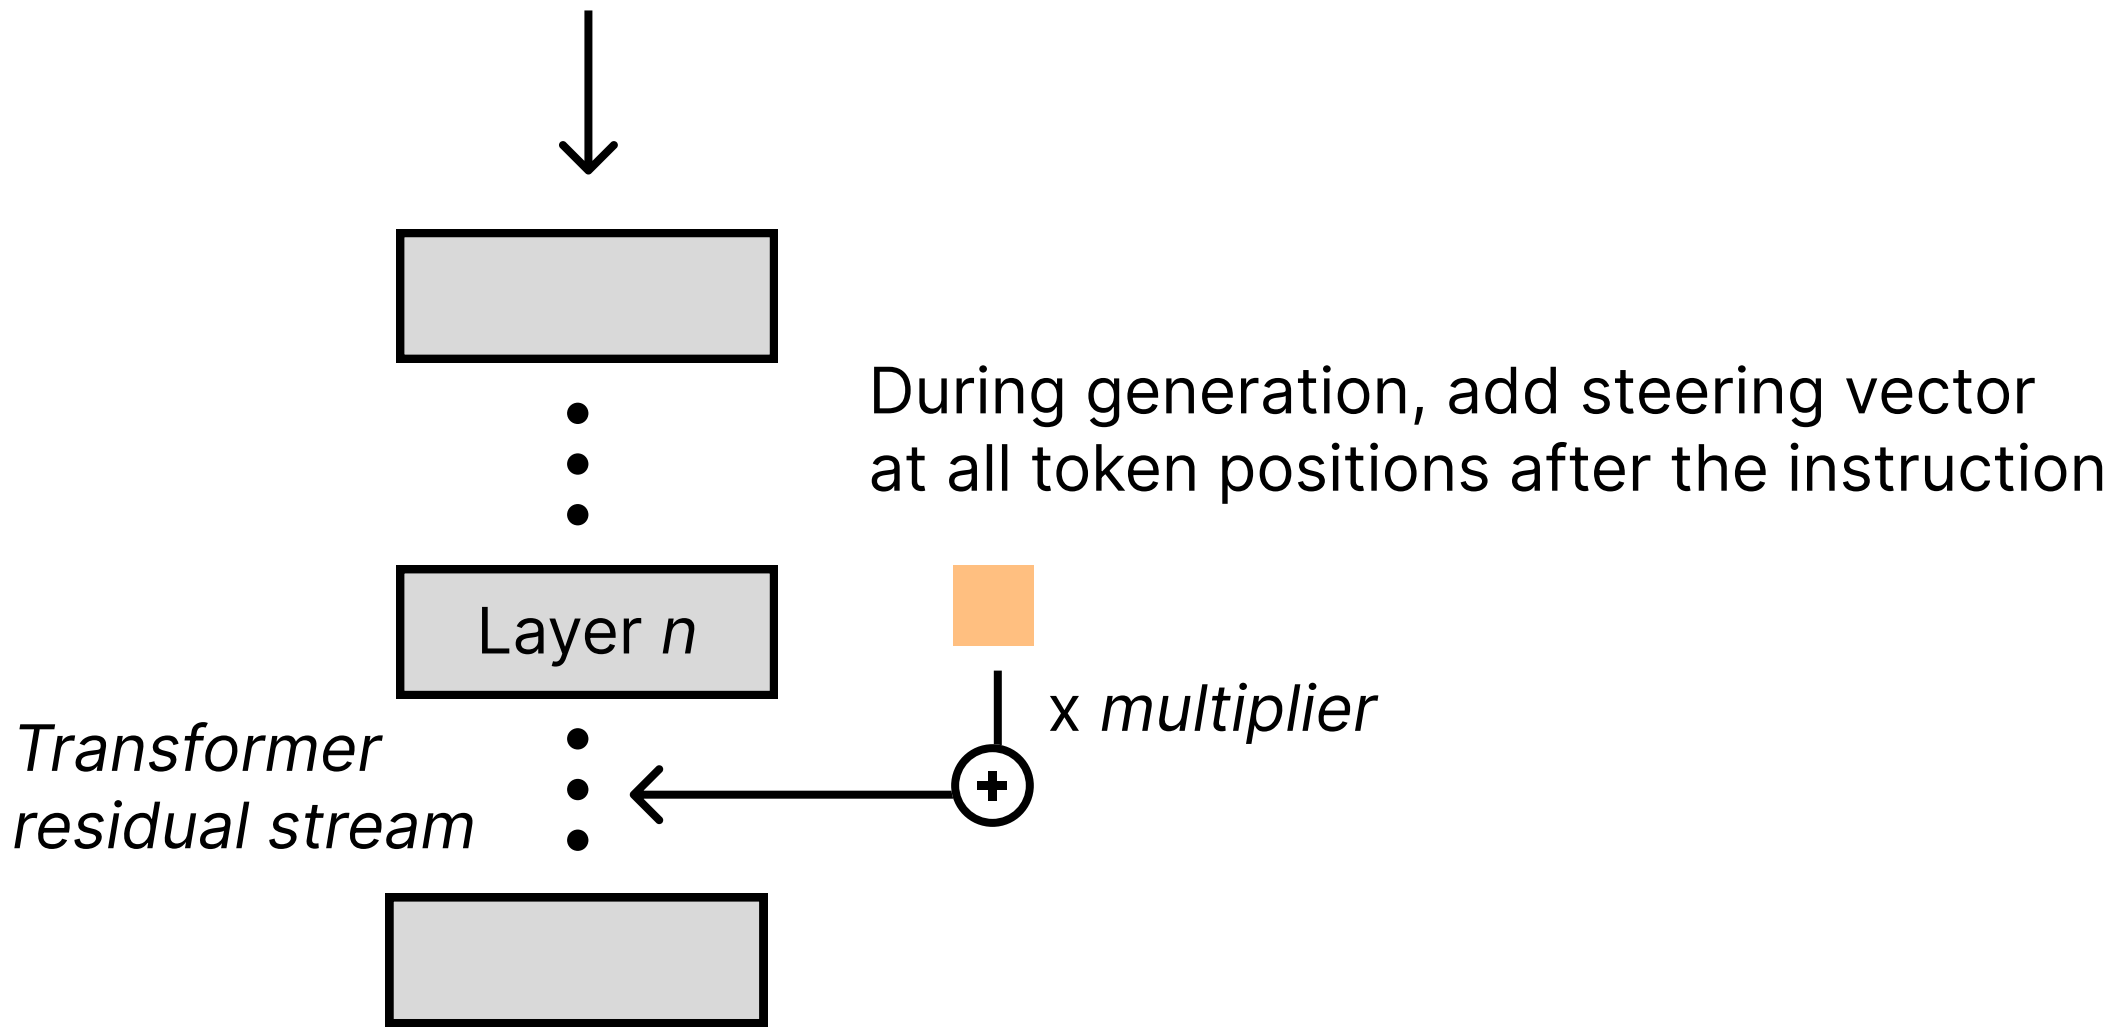 During generation, add steering vector
at all token positions after the instruction
Layer n
x multiplier
Transformer
residual stream